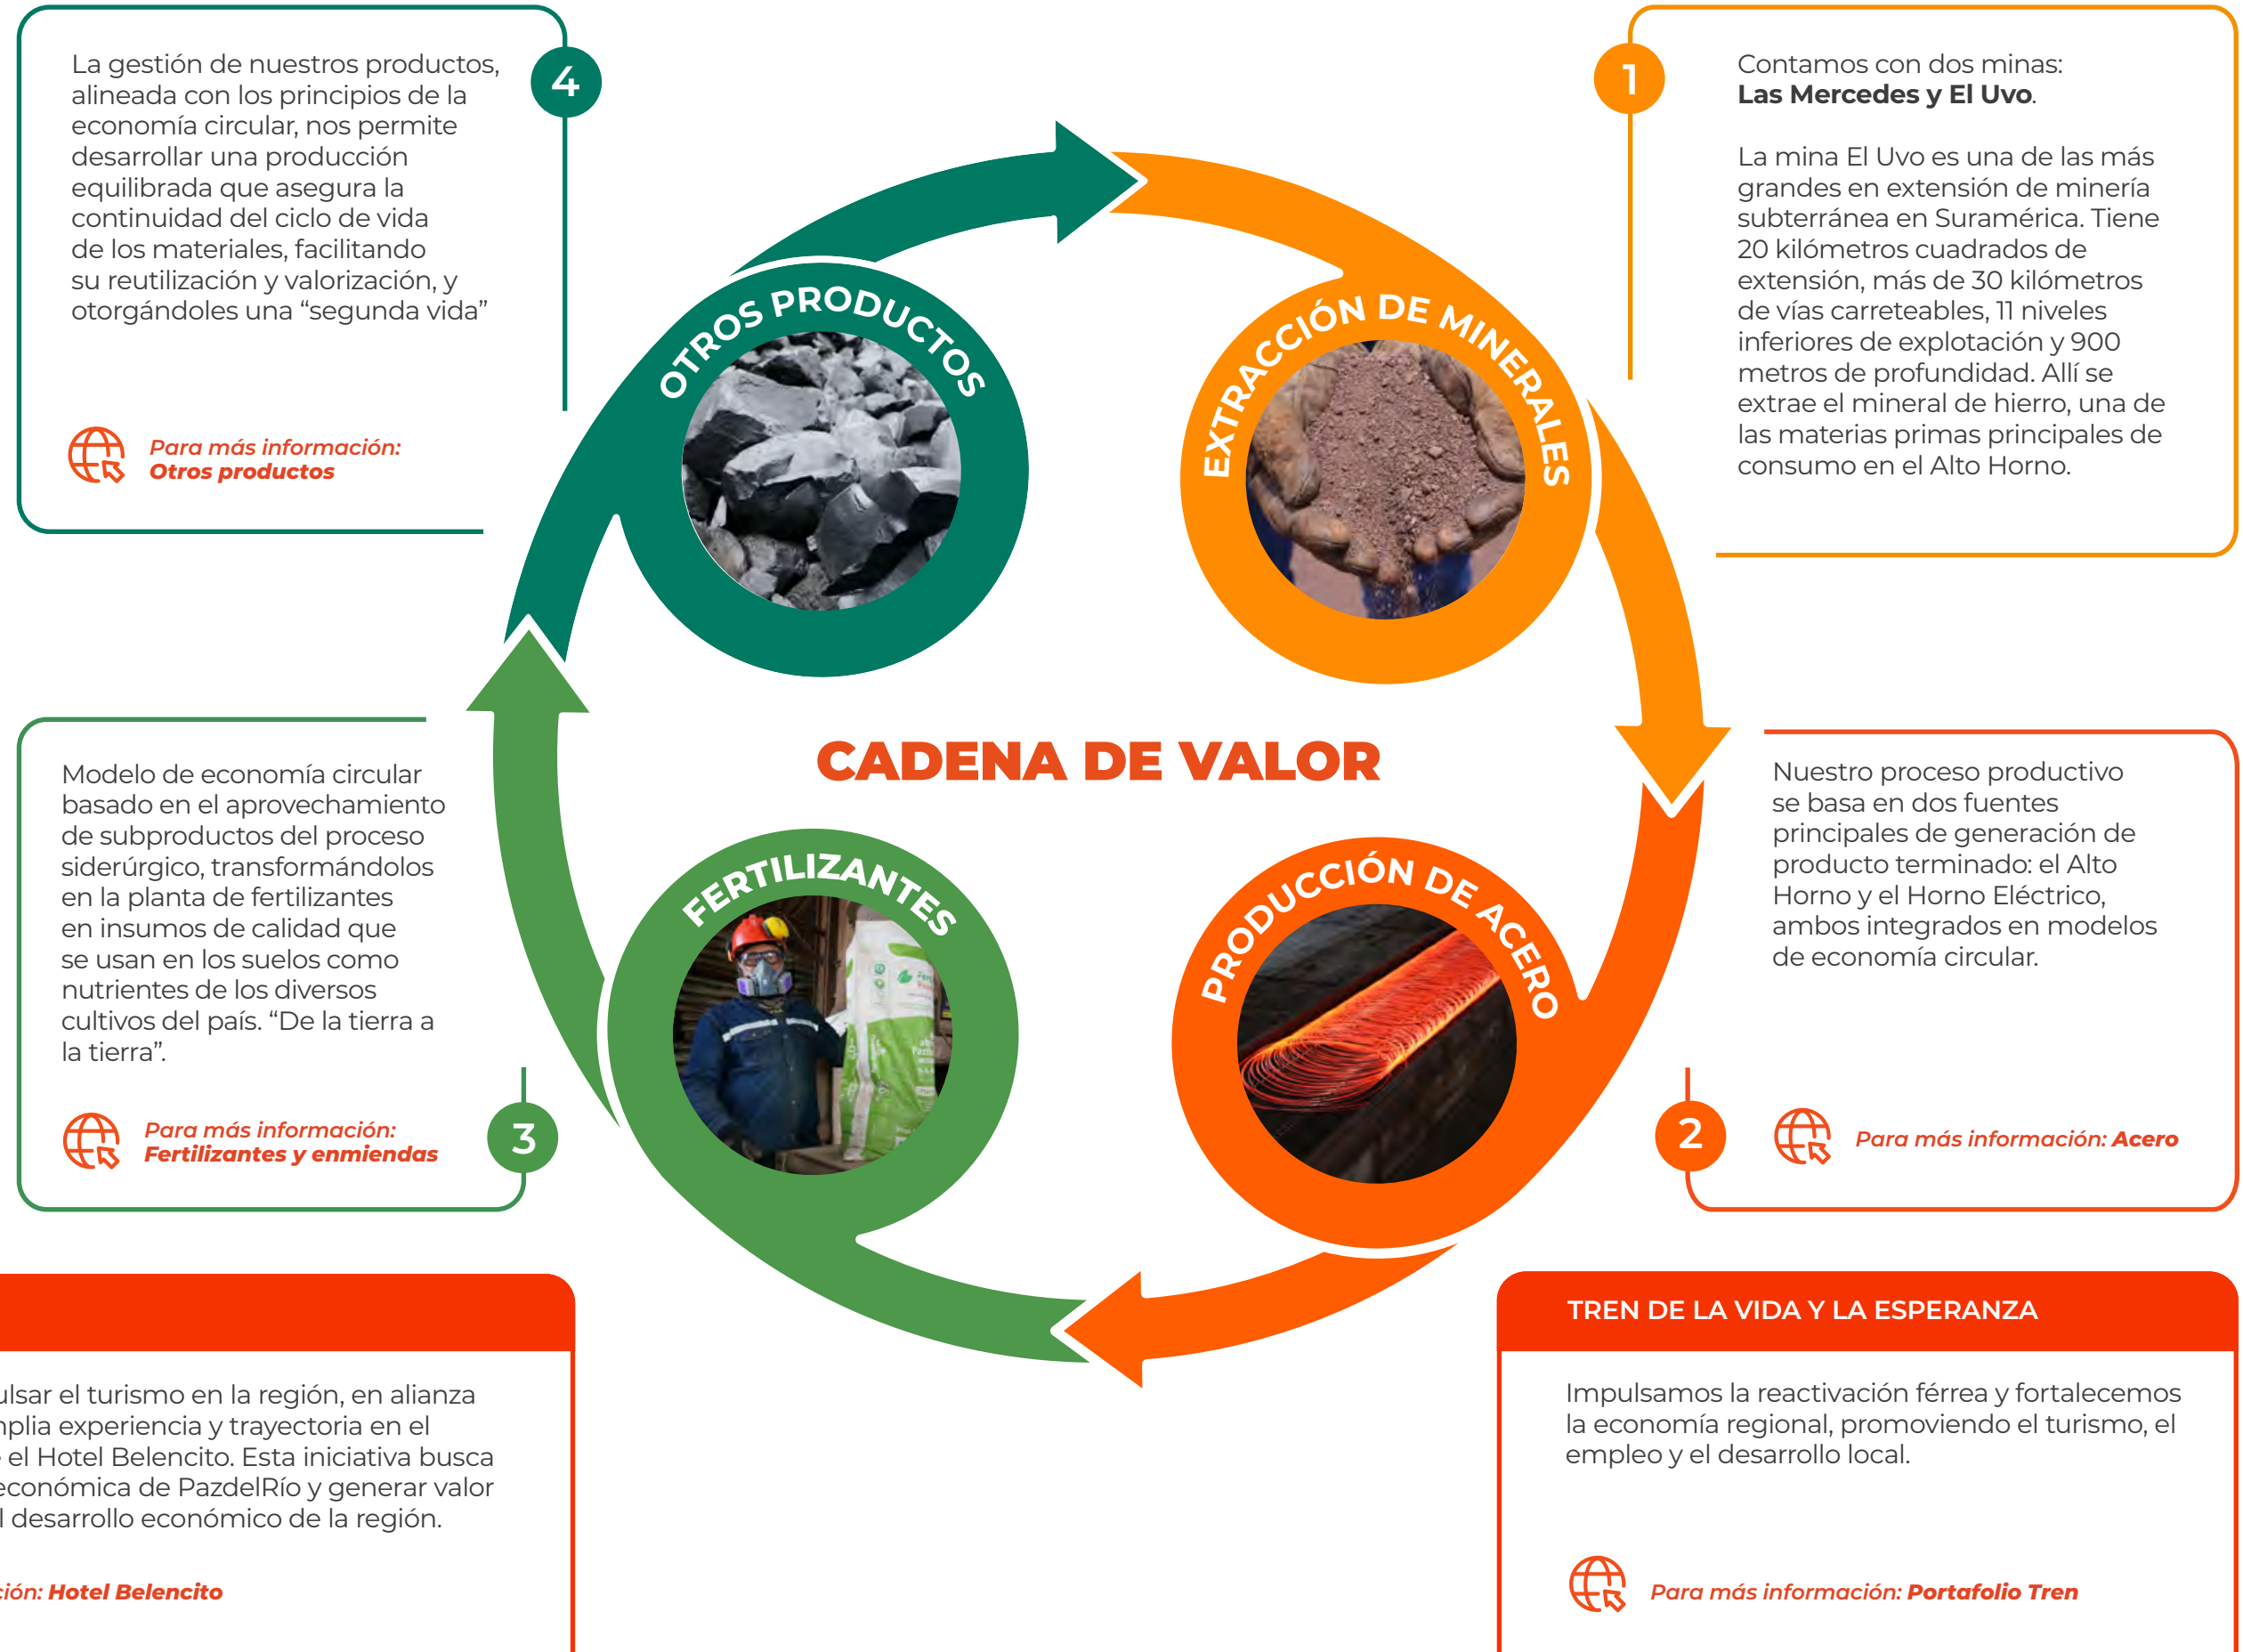 4
La gestión de nuestros productos,
alineada con los principios de la
economía circular, nos permite
desarrollar una producción
equilibrada que asegura la
continuidad del ciclo de vida
de los materiales, facilitando
su reutilización y valorización, y
otorgándoles una “segunda vida”
Para más información:
Otros productos
1
Contamos con dos minas:
Las Mercedes y El Uvo.
La mina El Uvo es una de las más
grandes en extensión de minería
subterránea en Suramérica. Tiene
20 kilómetros cuadrados de
extensión, más de 30 kilómetros
de vías carreteables, 11 niveles
inferiores de explotación y 900
metros de profundidad. Allí se
extrae el mineral de hierro, una de
las materias primas principales de
consumo en el Alto Horno.
OTROS PRODUCTOS
EXTRACCIÓN DE MINERALES
CADENA DE VALOR
FERTILIZANTES
PRODUCCIÓN DE ACERO
Modelo de economía circular
basado en el aprovechamiento
de subproductos del proceso
siderúrgico, transformándolos
en la planta de fertilizantes
en insumos de calidad que
se usan en los suelos como
nutrientes de los diversos
cultivos del país. “De la tierra a
la tierra”.
Para más información:
Fertilizantes y enmiendas
3
Nuestro proceso productivo
se basa en dos fuentes
principales de generación de
producto terminado: el Alto
Horno y el Horno Eléctrico,
ambos integrados en modelos
de economía circular.
2
Para más información: Acero
ulsar el turismo en la región, en alianza
mplia experiencia y trayectoria en el
e el Hotel Belencito. Esta iniciativa busca
económica de PazdelRío y generar valor
l desarrollo económico de la región.
ción: Hotel Belencito
TREN DE LA VIDA Y LA ESPERANZA
Impulsamos la reactivación férrea y fortalecemos
la economía regional, promoviendo el turismo, el
empleo y el desarrollo local.
Para más información: Portafolio Tren